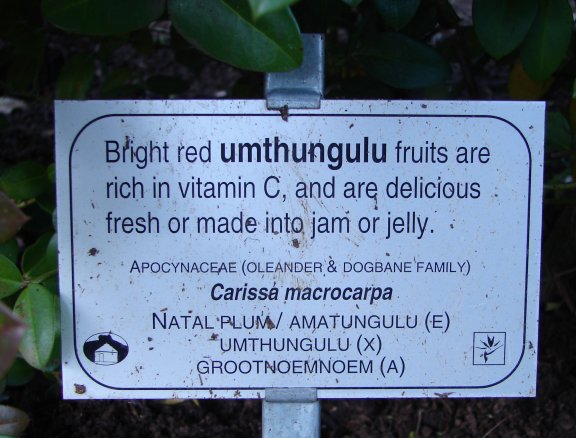 Bright red umthungulu fruits are
rich in vitamin C, and are delicious
fresh or made into jam or jelly.
APOCYNACEAE (OLEANDER & DOGBANE FAMILY)
Carissa macrocarpa
NATAL PLUM / AMATUNGULU (E)
UMTHUNGULU (X)
GROOTNOEMNOEM (A)